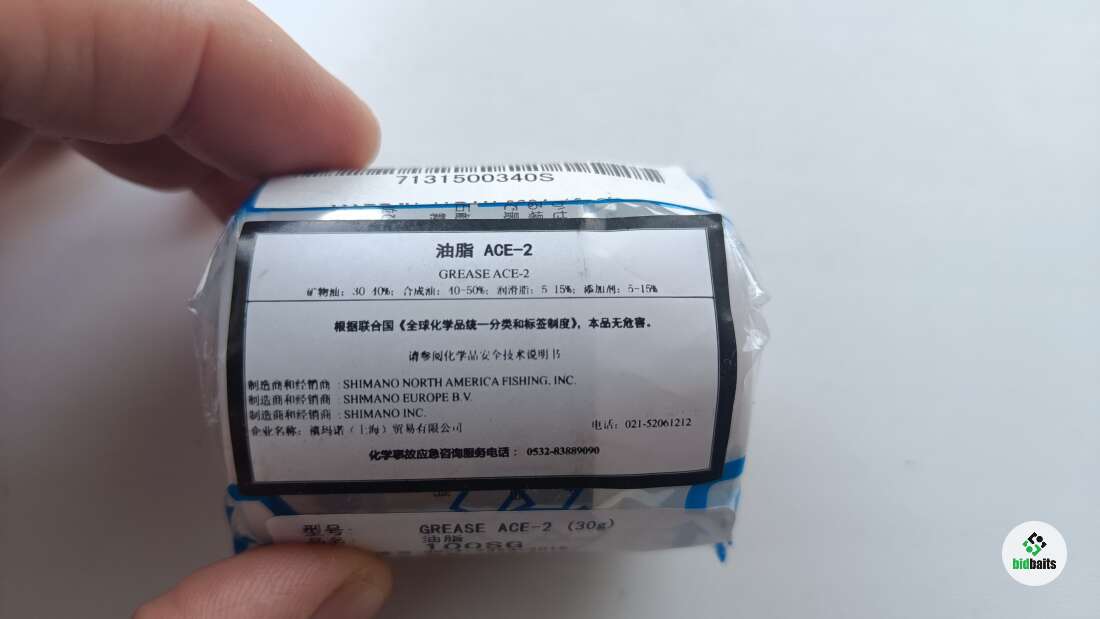 7131500340S
油脂 ACE-2
GREASE ACE-2
矿物油: 30-40%; 合成油: 40-50%; 润滑脂: 5-15%; 添加剂: 5-15%
根据联合国《全球化学品统一分类和标签制度》, 本品无危害。
请参阅化学品安全技术说明书
制造商和经销商 : SHIMANO NORTH AMERICA FISHING, INC.
制造商和经销商 : SHIMANO EUROPE B.V.
制造商和经销商 : SHIMANO INC.
企业名称: 禧玛诺（上海）贸易有限公司 电话: 021-52061212
化学事故应急咨询服务电话： 0532-83889090
型号: GREASE ACE-2 (30g)
品名: 油脂
bidbaits